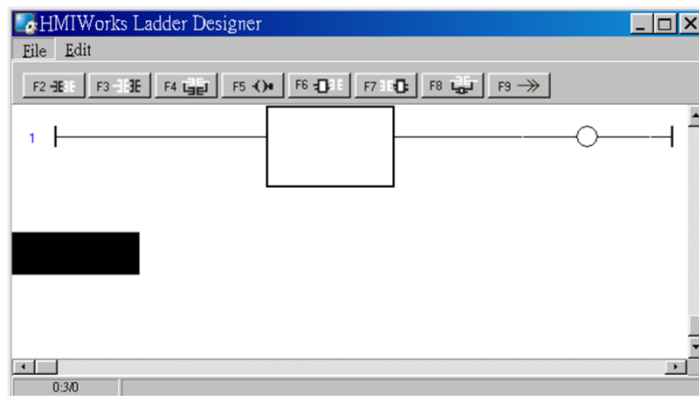 HMIWorks Ladder Designer
File Edit
F2 F3 F4 F5 F6 F7 F8 F9
1
0:3/0